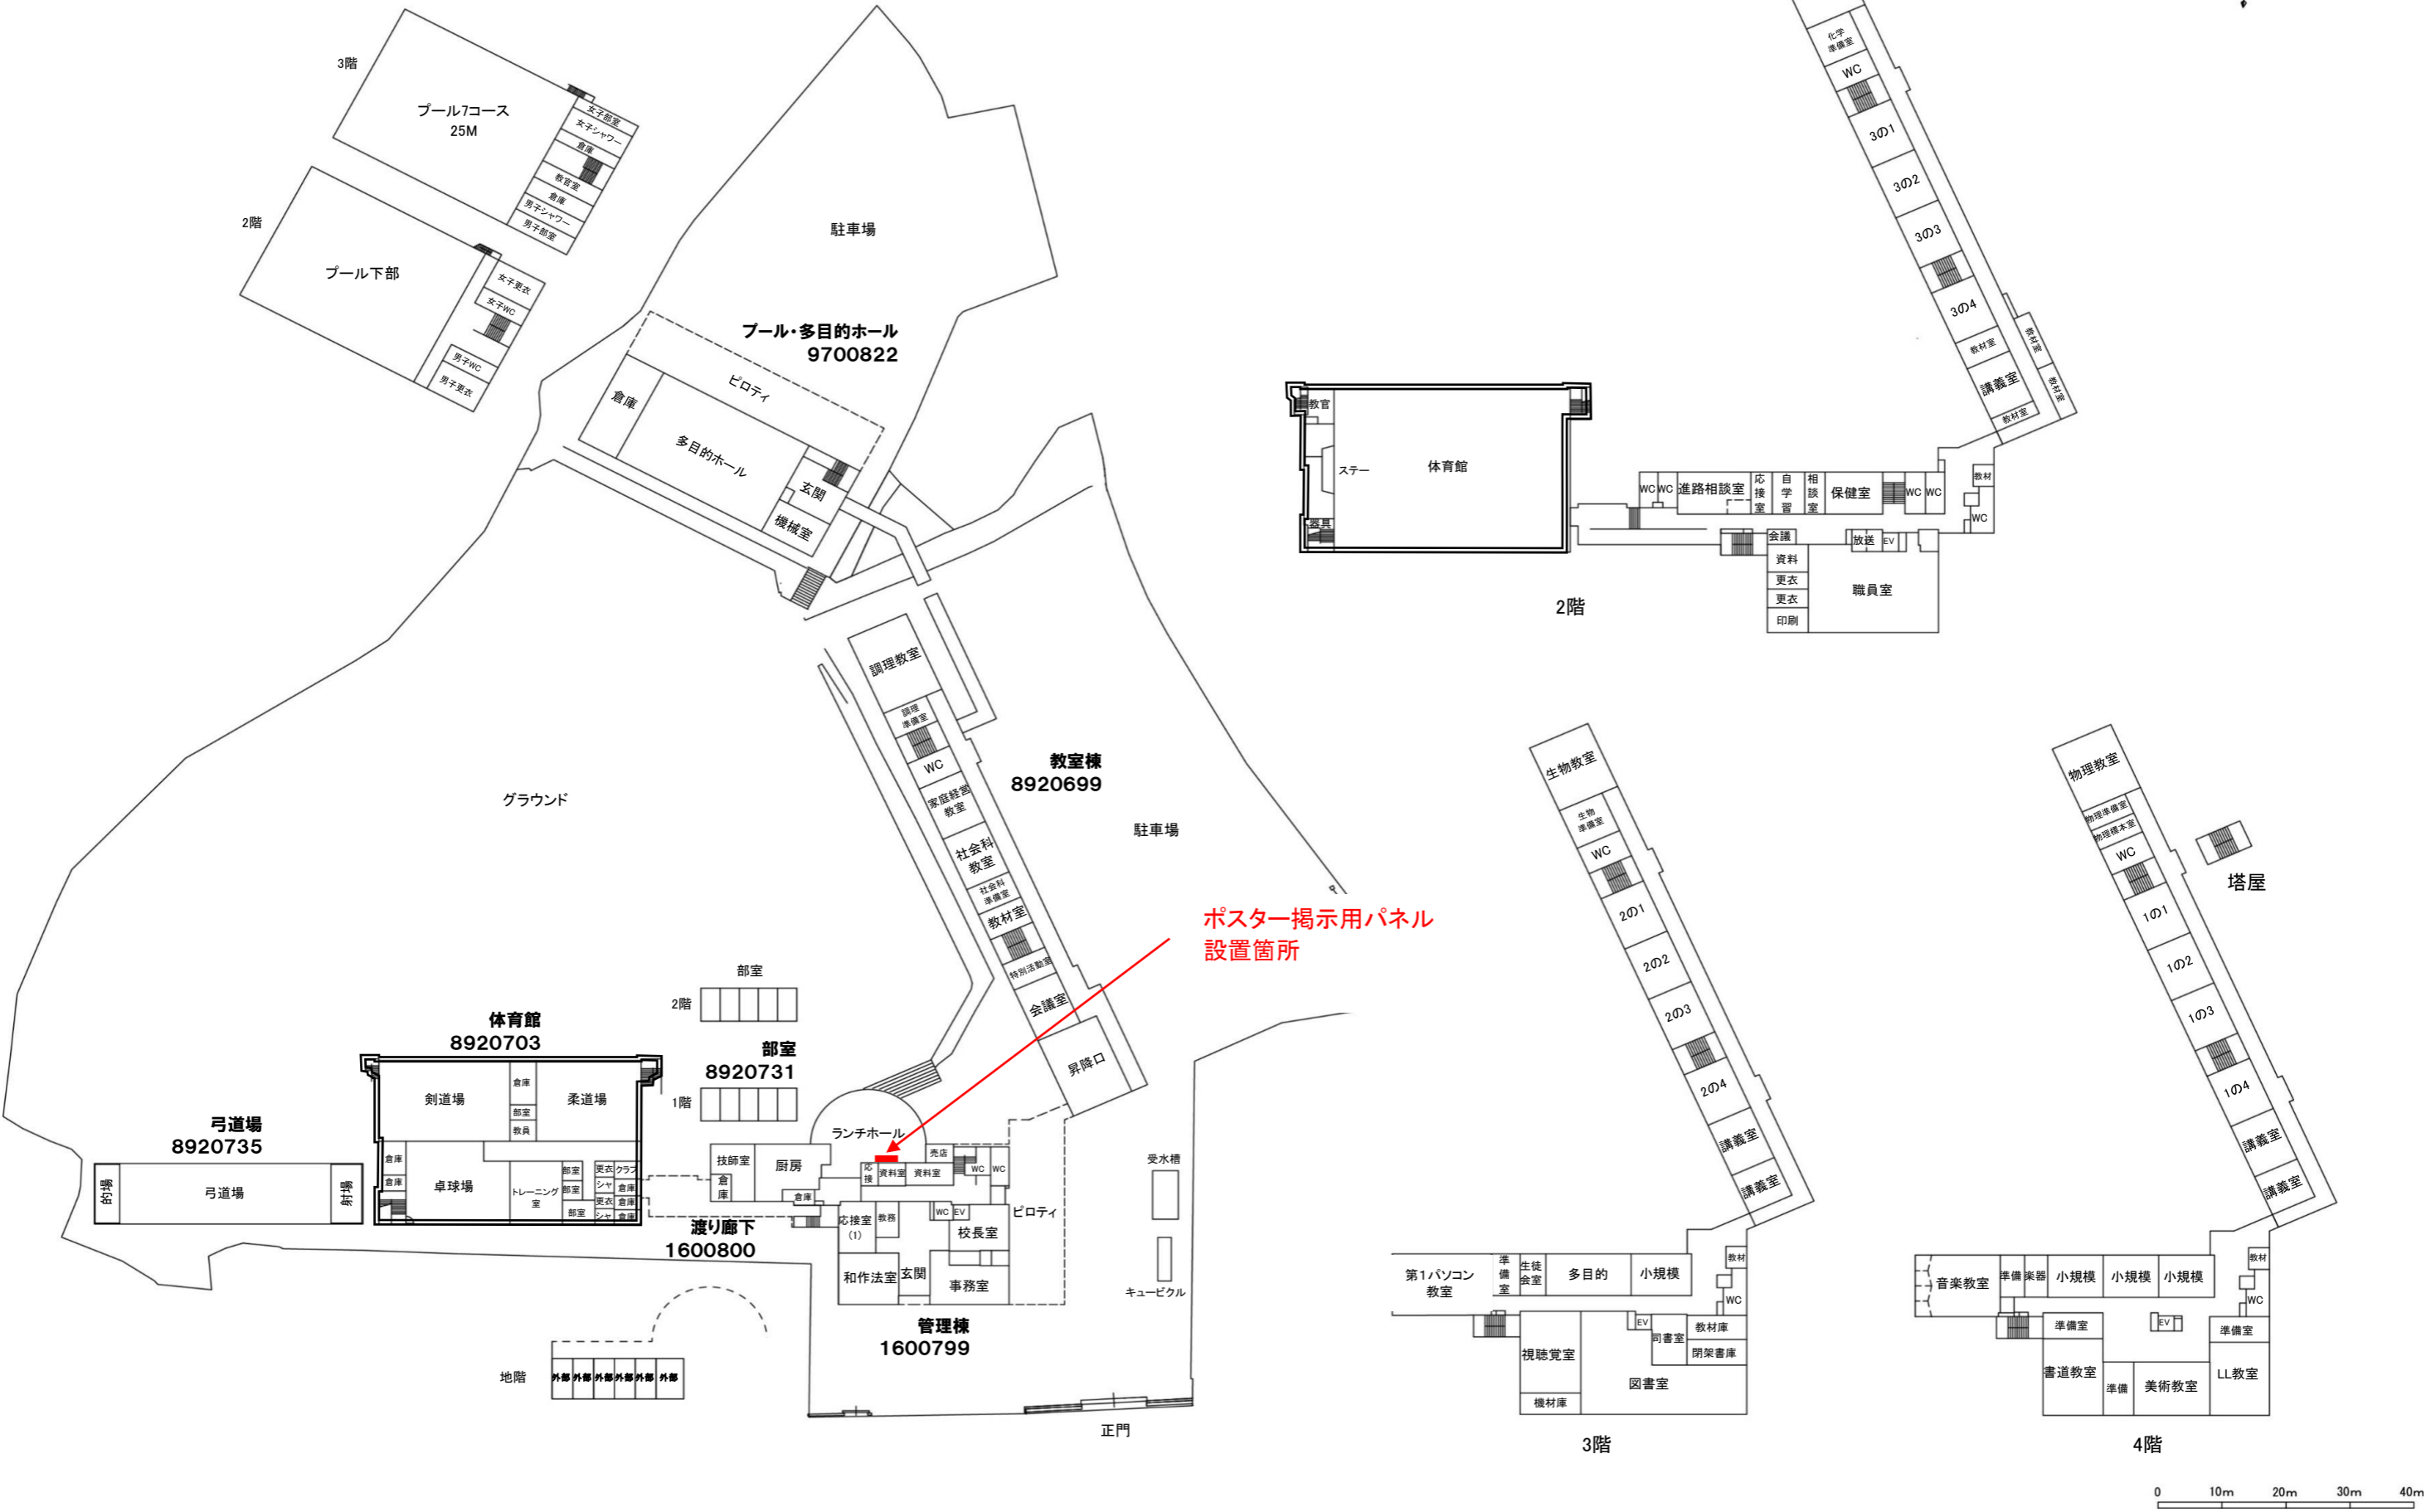 3階
プール7コース
25M
女子部室
女子シャワー
倉庫
教官室
倉庫
男子シャワー
男子部室
2階
プール下部
女子更衣
女子WC
男子WC
男子更衣
駐車場
プール・多目的ホール
9700822
ピロティ
倉庫
多目的ホール
玄関
機械室
調理教室
調理
準備室
WC
家庭経営
教室
社会科
教室
社会科
準備室
教材室
特別活動室
会議室
昇降口
教室棟
8920699
駐車場
グラウンド
ポスター掲示用パネル
設置箇所
部室
2階
部室
8920731
1階
体育館
8920703
剣道場
倉庫
部室
教員
柔道場
倉庫
倉庫
卓球場
トレーニング
室
部室
部室
部室
更衣
シャ
更衣
シャ
クラブ
倉庫
倉庫
倉庫
弓道場
8920735
的場
弓道場
射場
渡り廊下
1600800
ランチホール
技師室
倉庫
厨房
倉庫
応接
資料室
資料室
売店
WC
WC
応接室
(1)
教務
WC
EV
校長室
ピロティ
和作法室
玄関
事務室
管理棟
1600799
受水槽
キュービクル
正門
地階
外部
外部
外部
外部
外部
外部
化学
準備室
WC
3の1
3の2
3の3
3の4
教材室
講義室
教材室
教材室
教材室
教官
ステー
器具
体育館
WC
WC
進路相談室
応接室
自学習
相談室
保健室
WC
WC
教材
WC
会議
資料
更衣
更衣
印刷
放送
EV
職員室
2階
生物教室
生物
準備室
WC
2の1
2の2
2の3
2の4
講義室
講義室
第1パソコン
教室
準備室
生徒
会室
多目的
小規模
教材
WC
視聴覚室
機材庫
EV
司書室
教材庫
閉架書庫
図書室
3階
物理教室
物理準備室
物理標本室
WC
1の1
1の2
1の3
1の4
講義室
講義室
塔屋
音楽教室
準備
楽器
小規模
小規模
小規模
教材
WC
準備室
EV
準備室
書道教室
準備
美術教室
LL教室
4階
0 10m 20m 30m 40m